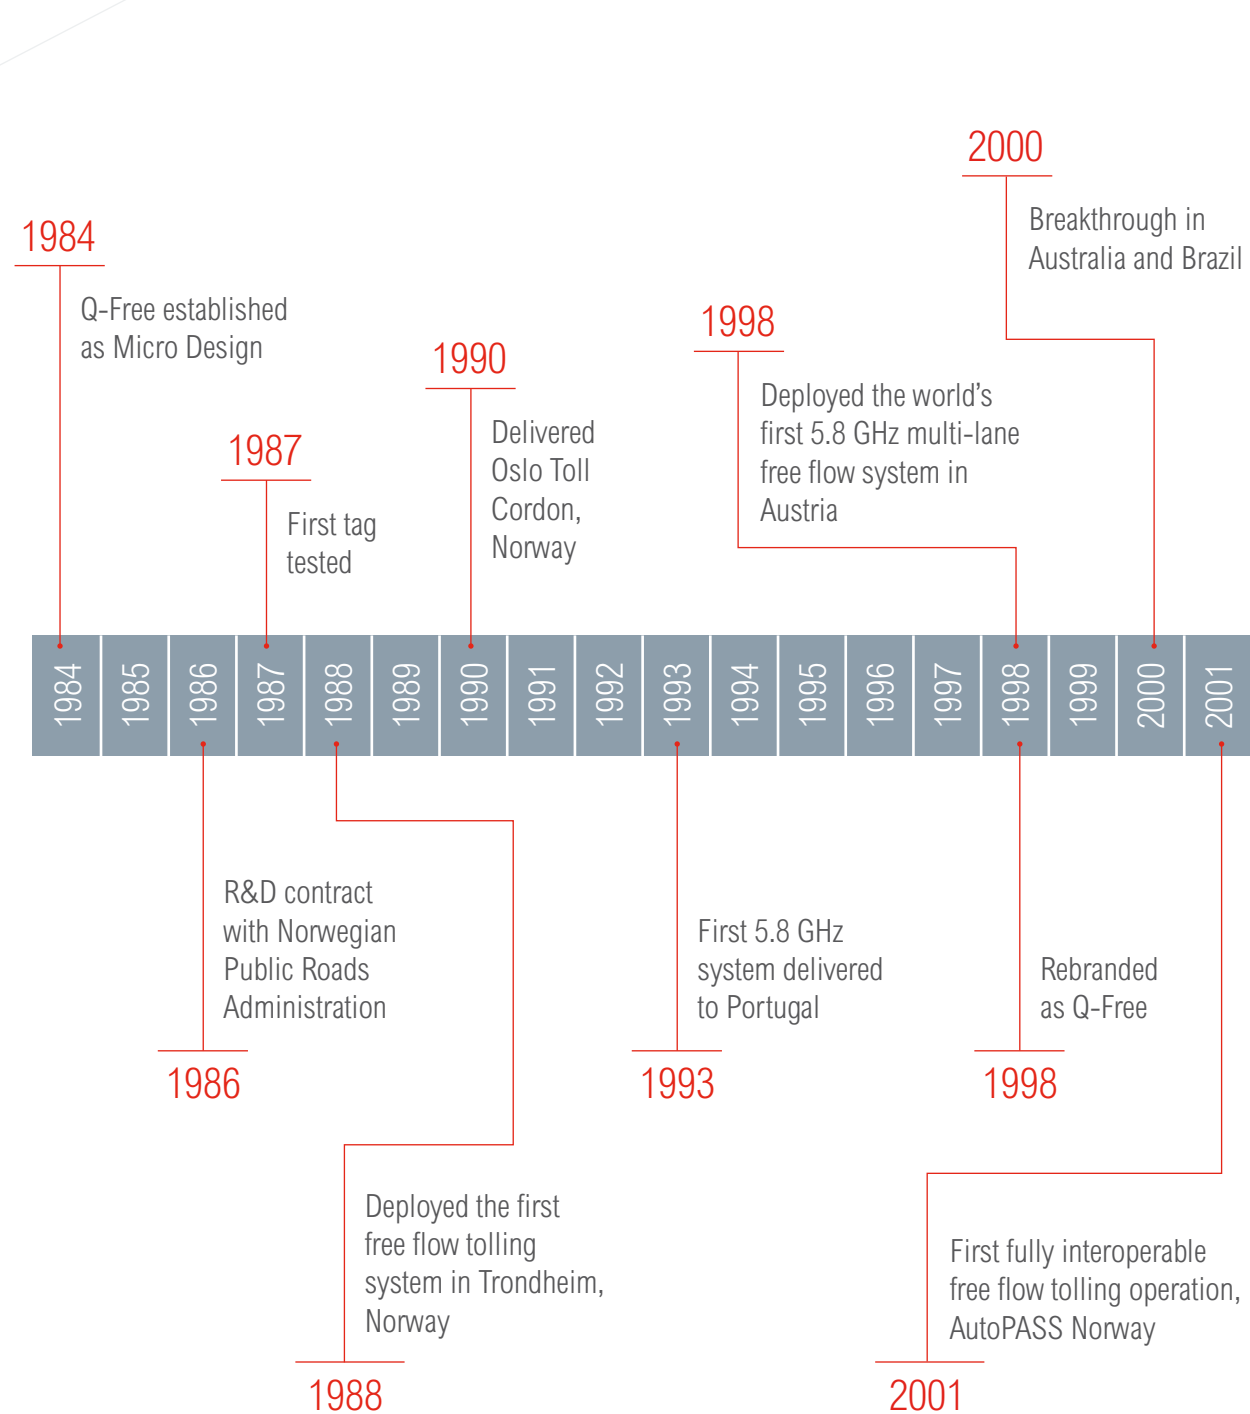 2000
Breakthrough in
Australia and Brazil
1984
Q-Free established
as Micro Design
1998
Deployed the world’s
first 5.8 GHz multi-lane
free flow system in
Austria
1990
Delivered
Oslo Toll
Cordon,
Norway
1987
First tag
tested
1984
1985
1986
1987
1988
1989
1990
1991
1992
1993
1994
1995
1996
1997
1998
1999
2000
2001
R&D contract
with Norwegian
Public Roads
Administration
1986
First 5.8 GHz
system delivered
to Portugal
1993
Rebranded
as Q-Free
1998
Deployed the first
free flow tolling
system in Trondheim,
Norway
1988
First fully interoperable
free flow tolling operation,
AutoPASS Norway
2001